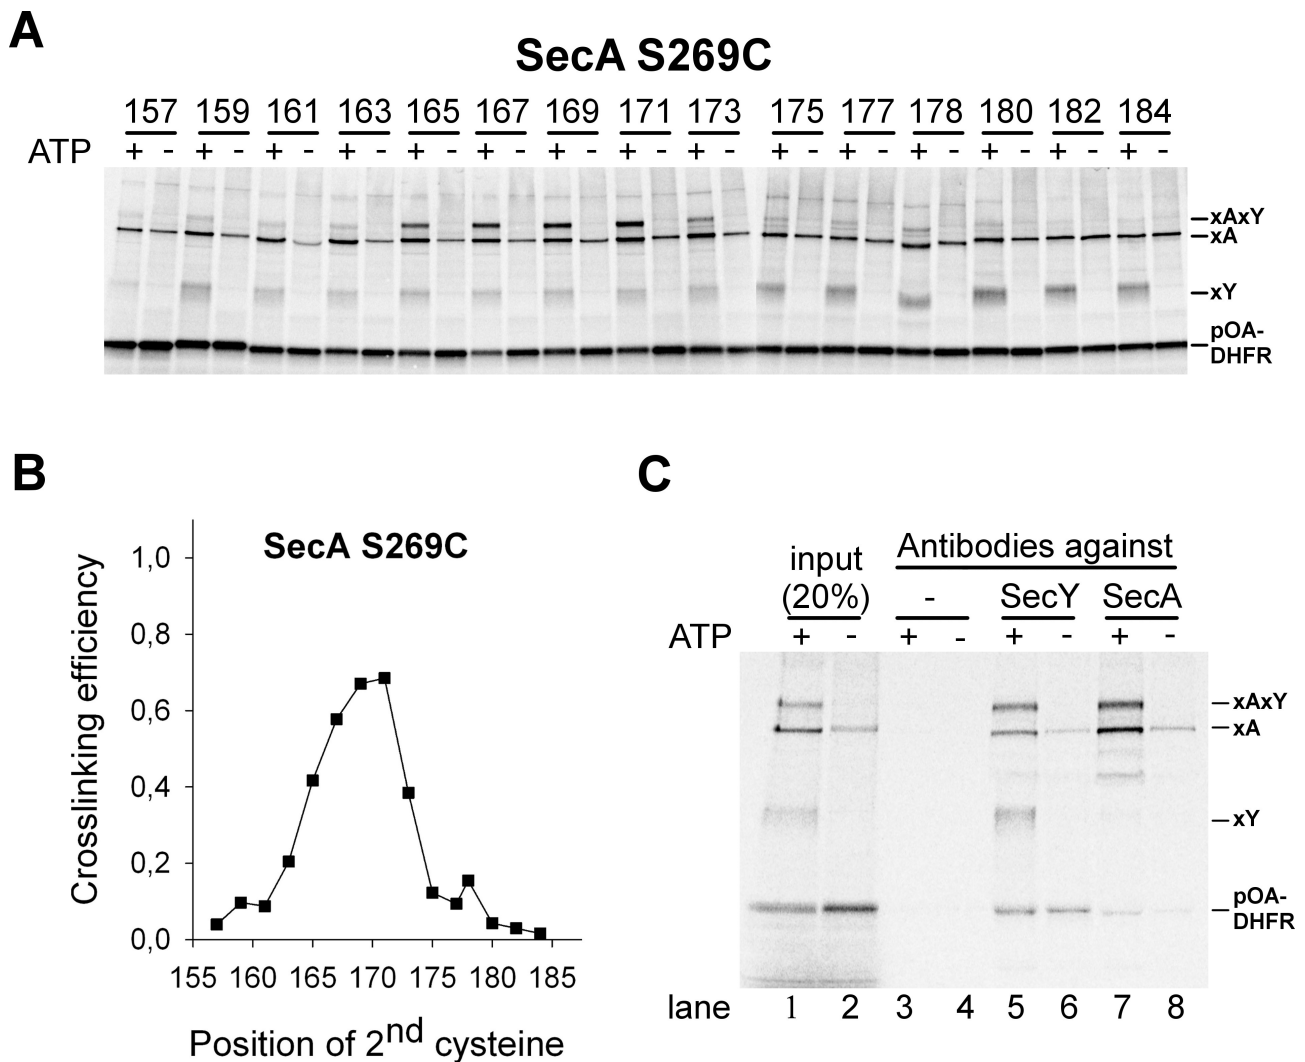 A
SecA S269C
157 159 161 163 165 167 169 171 173 175 177 178 180 182 184
ATP + - + - + - + - + - + - + - + - + - + - + - + - + - + - + -
xAxY
xA
xY
pOA-
DHFR
B
SecA S269C
Crosslinking efficiency
1,0
0,8
0,6
0,4
0,2
0,0
155 160 165 170 175 180 185
Position of 2nd cysteine
C
input
(20%)
Antibodies against
- SecY SecA
ATP + - + - + - + -
xAxY
xA
xY
pOA-
DHFR
lane 1 2 3 4 5 6 7 8